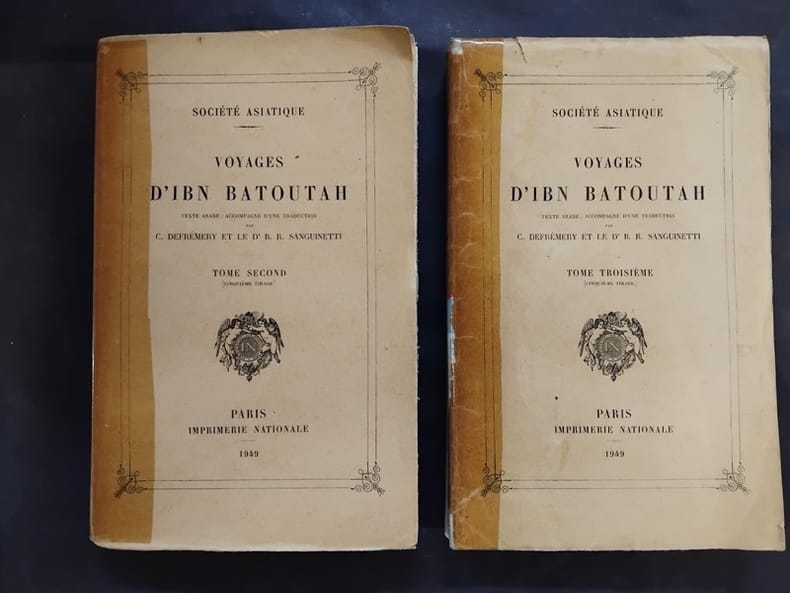 SOCIÉTÉ ASIATIQUE
VOYAGES
D'IBN BATOUTAH
TEXTE ARABE, ACCOMPAGNÉ D'UNE TRADUCTION
PAR
C. DEFRÉMERY ET LE Dr B. R. SANGUINETTI
TOME SECOND
[CINQUIÈME TIRAGE]
PARIS
IMPRIMERIE NATIONALE
1949
SOCIÉTÉ ASIATIQUE
VOYAGES
D'IBN BATOUTAH
TEXTE ARABE, ACCOMPAGNÉ D'UNE TRADUCTION
PAR
C. DEFRÉMERY ET LE Dr B. R. SANGUINETTI
TOME TROISIÈME
[CINQUIÈME TIRAGE]
PARIS
IMPRIMERIE NATIONALE
1949